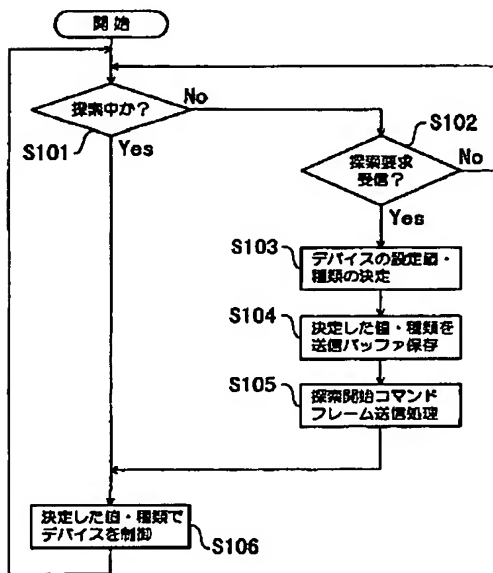 開始
探索中か?
No
S101
Yes
S102
探索要求
受信?
No
Yes
S103
デバイスの設定値・
種類の決定
S104
決定した値・種類を
送信バッファ保存
S105
探索開始コマンド
フレーム送信処理
決定した値・種類で
デバイスを制御
S106